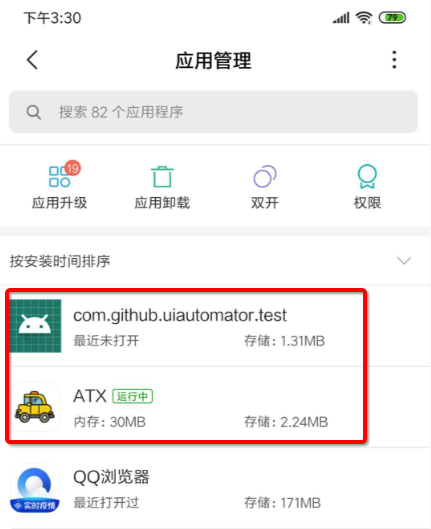 下午3:30
79
应用管理
搜索 82 个应用程序
19
应用升级
应用卸载
双开
权限
按安装时间排序
com.github.uiautomator.test
最近未打开
存储: 1.31MB
ATX 运行中
内存: 30MB
存储: 2.24MB
QQ浏览器
实时疫情
最近打开过
存储: 171MB